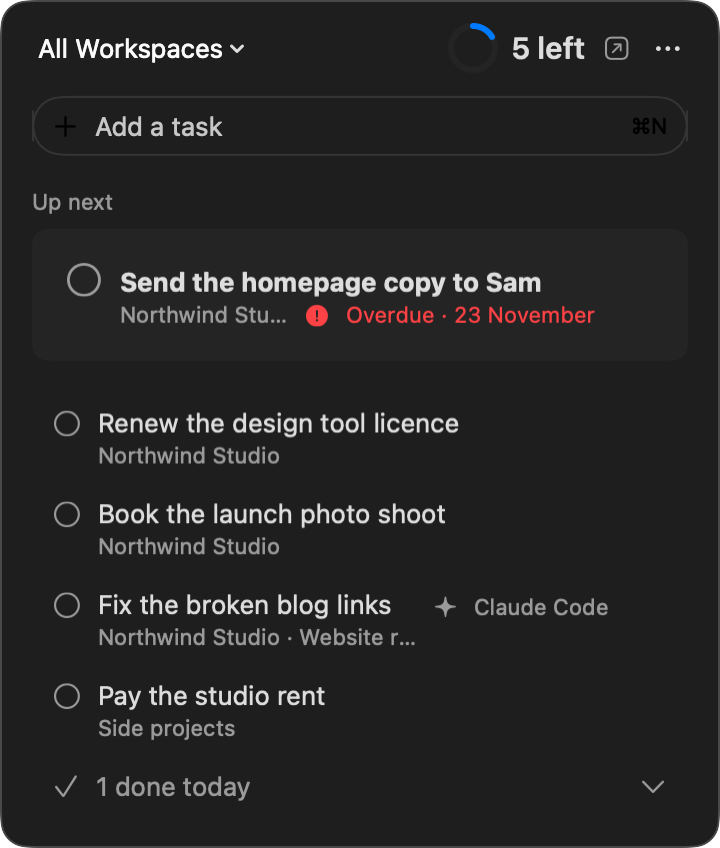 All Workspaces
5 left
Add a task
⌘N
Up next
Send the homepage copy to Sam
Northwind Stu... Overdue · 23 November
Renew the design tool licence
Northwind Studio
Book the launch photo shoot
Northwind Studio
Fix the broken blog links
Claude Code
Northwind Studio · Website r...
Pay the studio rent
Side projects
1 done today